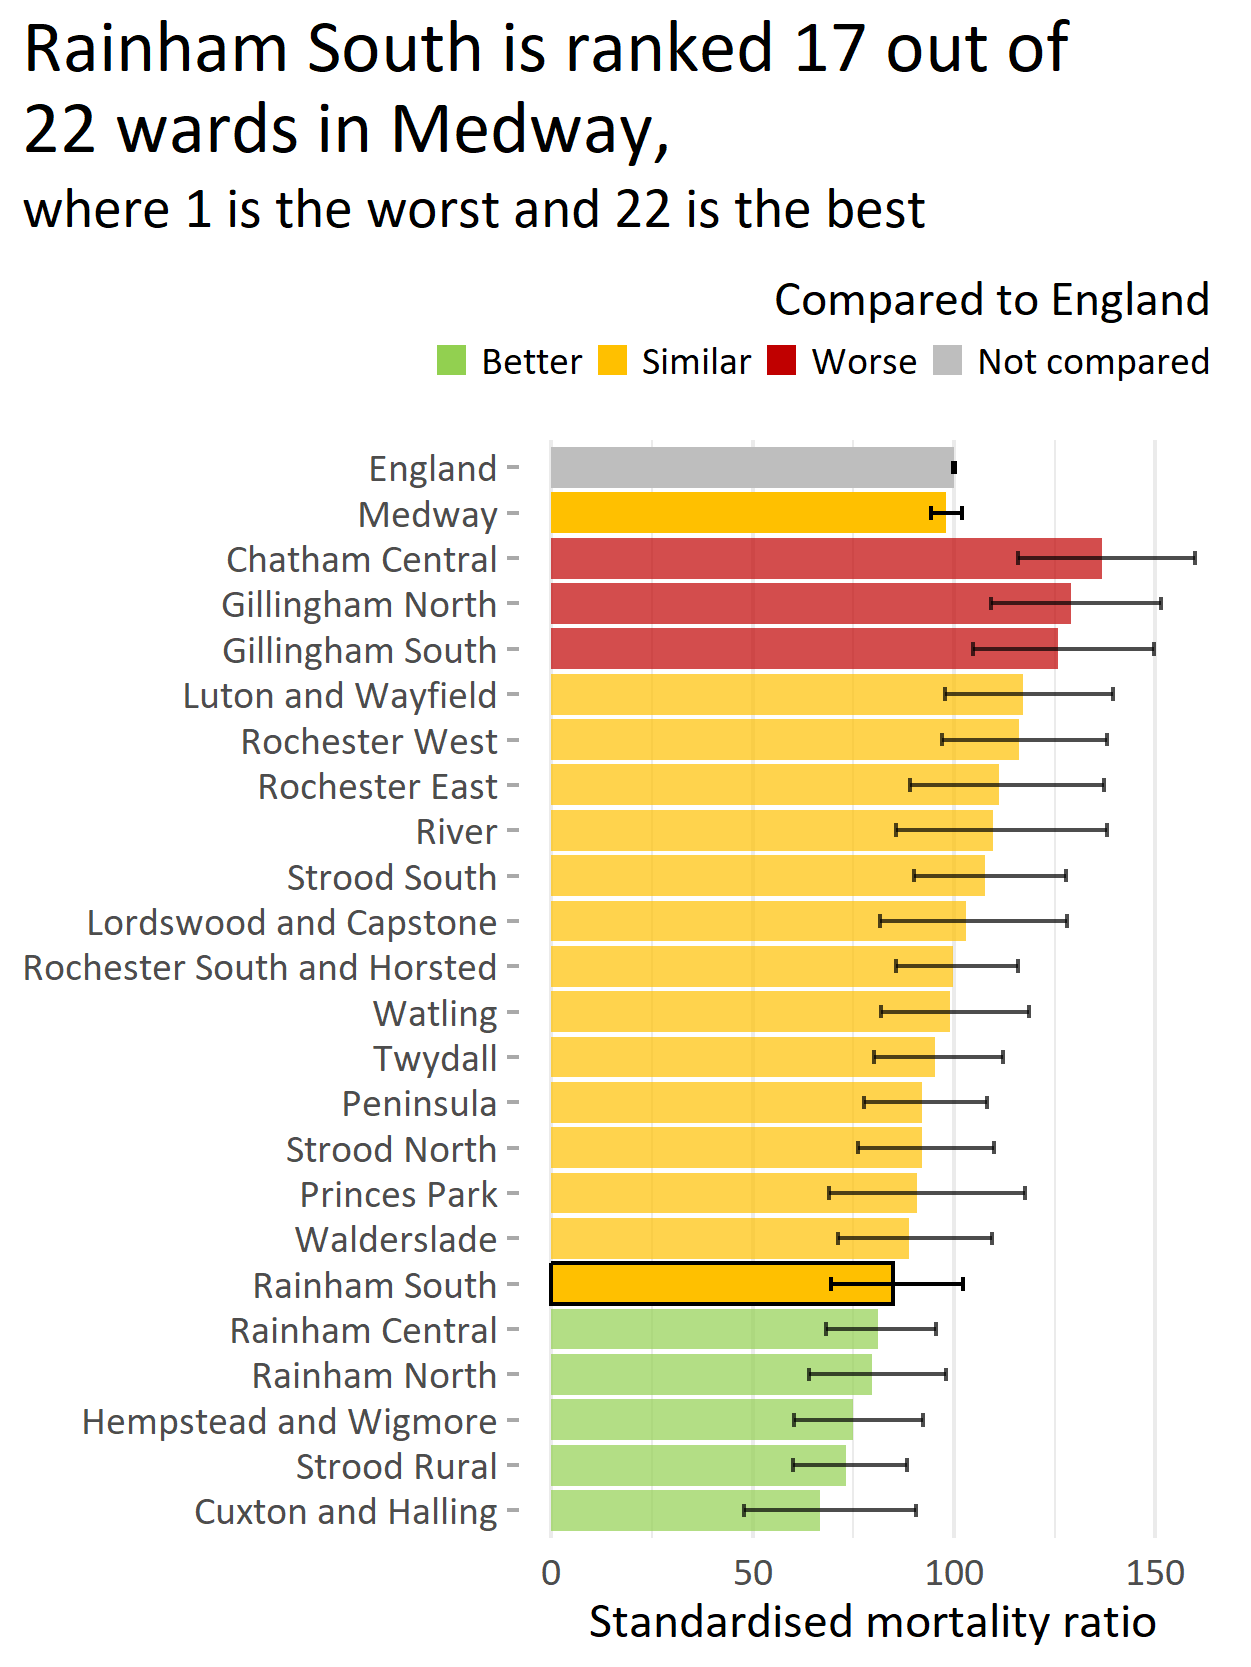 Rainham South is ranked 17 out of
22 wards in Medway,
where 1 is the worst and 22 is the best
Compared to England
Better Similar Worse Not compared
England
Medway
Chatham Central
Gillingham North
Gillingham South
Luton and Wayfield
Rochester West
Rochester East
River
Strood South
Lordswood and Capstone
Rochester South and Horsted
Watling
Twydall
Peninsula
Strood North
Princes Park
Walderslade
Rainham South
Rainham Central
Rainham North
Hempstead and Wigmore
Strood Rural
Cuxton and Halling
0 50 100 150
Standardised mortality ratio